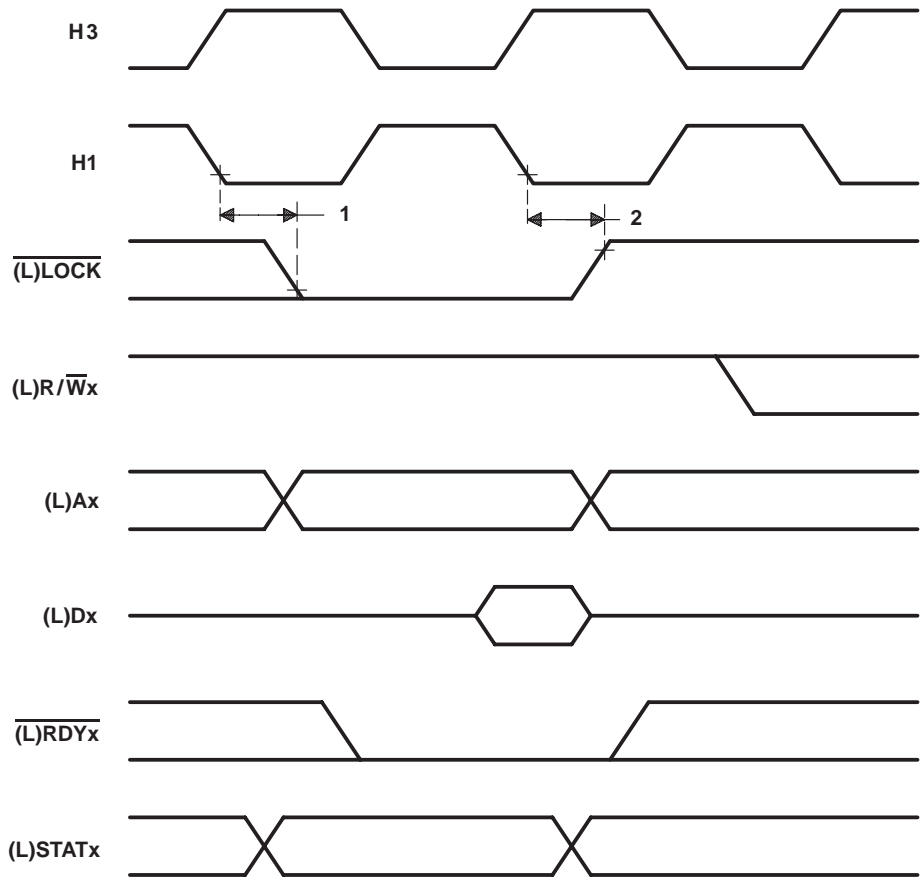 H3
H1
1
2
(L)LOCK
(L)R/Wx
(L)Ax
(L)Dx
(L)RDYx
(L)STATx